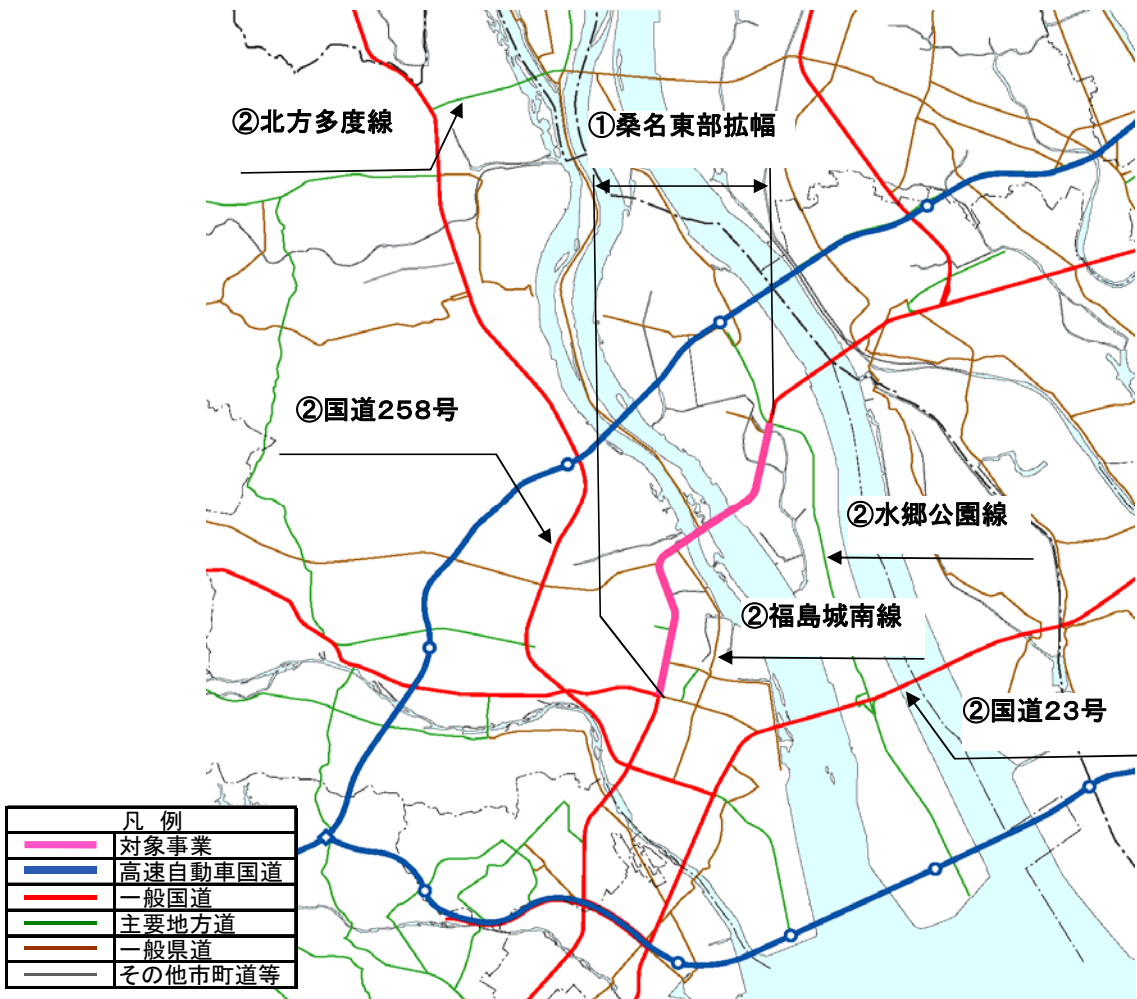 ②北方多度線
①桑名東部拡幅
②国道258号
②水郷公園線
②福島城南線
②国道23号
凡 例
対象事業
高速自動車国道
一般国道
主要地方道
一般県道
その他市町道等